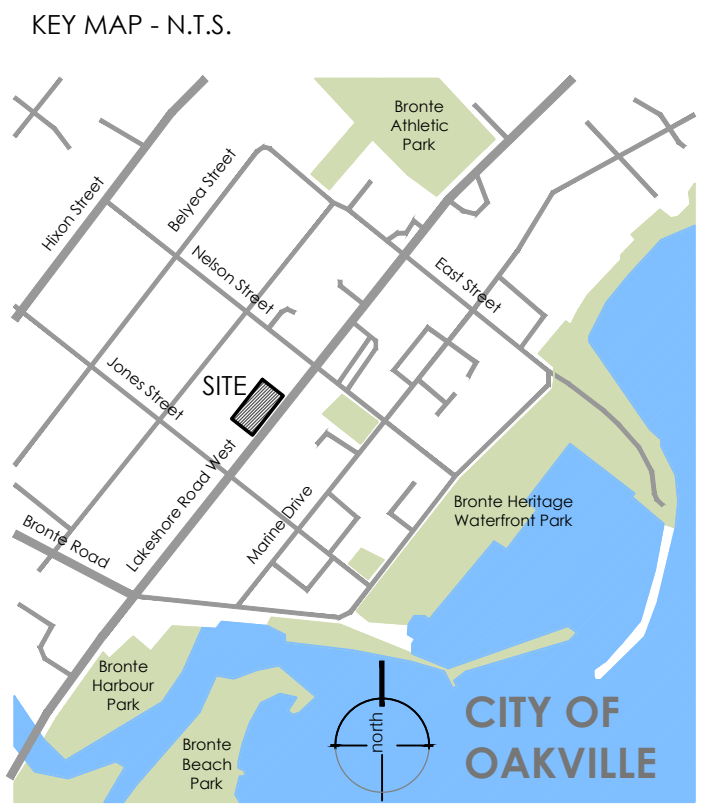 KEY MAP - N.T.S.
Bronte
Athletic
Park
Belyea Street
Hixon Street
Nelson Street
East Street
Jones Street
SITE
Lakeshore Road West
Bronte Heritage
Waterfront Park
Marine Drive
Bronte Road
Bronte
Harbour
Park
CITY OF
OAKVILLE
north
Bronte
Beach
Park